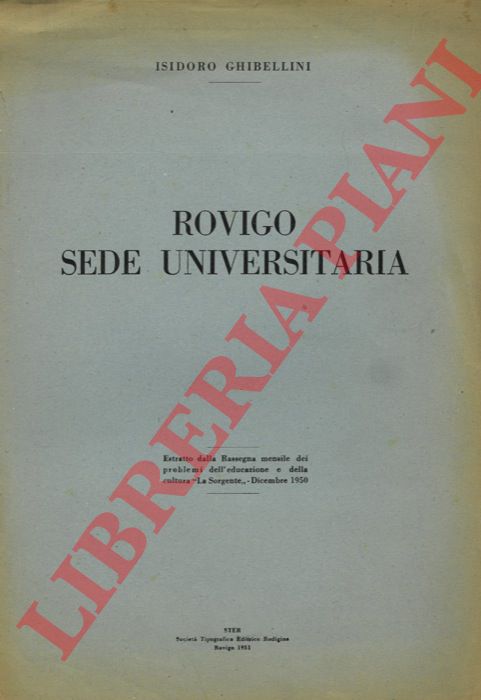 ISIDORO GHIBELLINI
ROVIGO
SEDE UNIVERSITARIA
Estratto dalla Rassegna mensile dei
problemi dell'educazione e della
cultura "La Sorgente„ - Dicembre 1950
STER
Società Tipografica Editrice Rodigina
Rovigo 1951
LIBRERIA PIANI